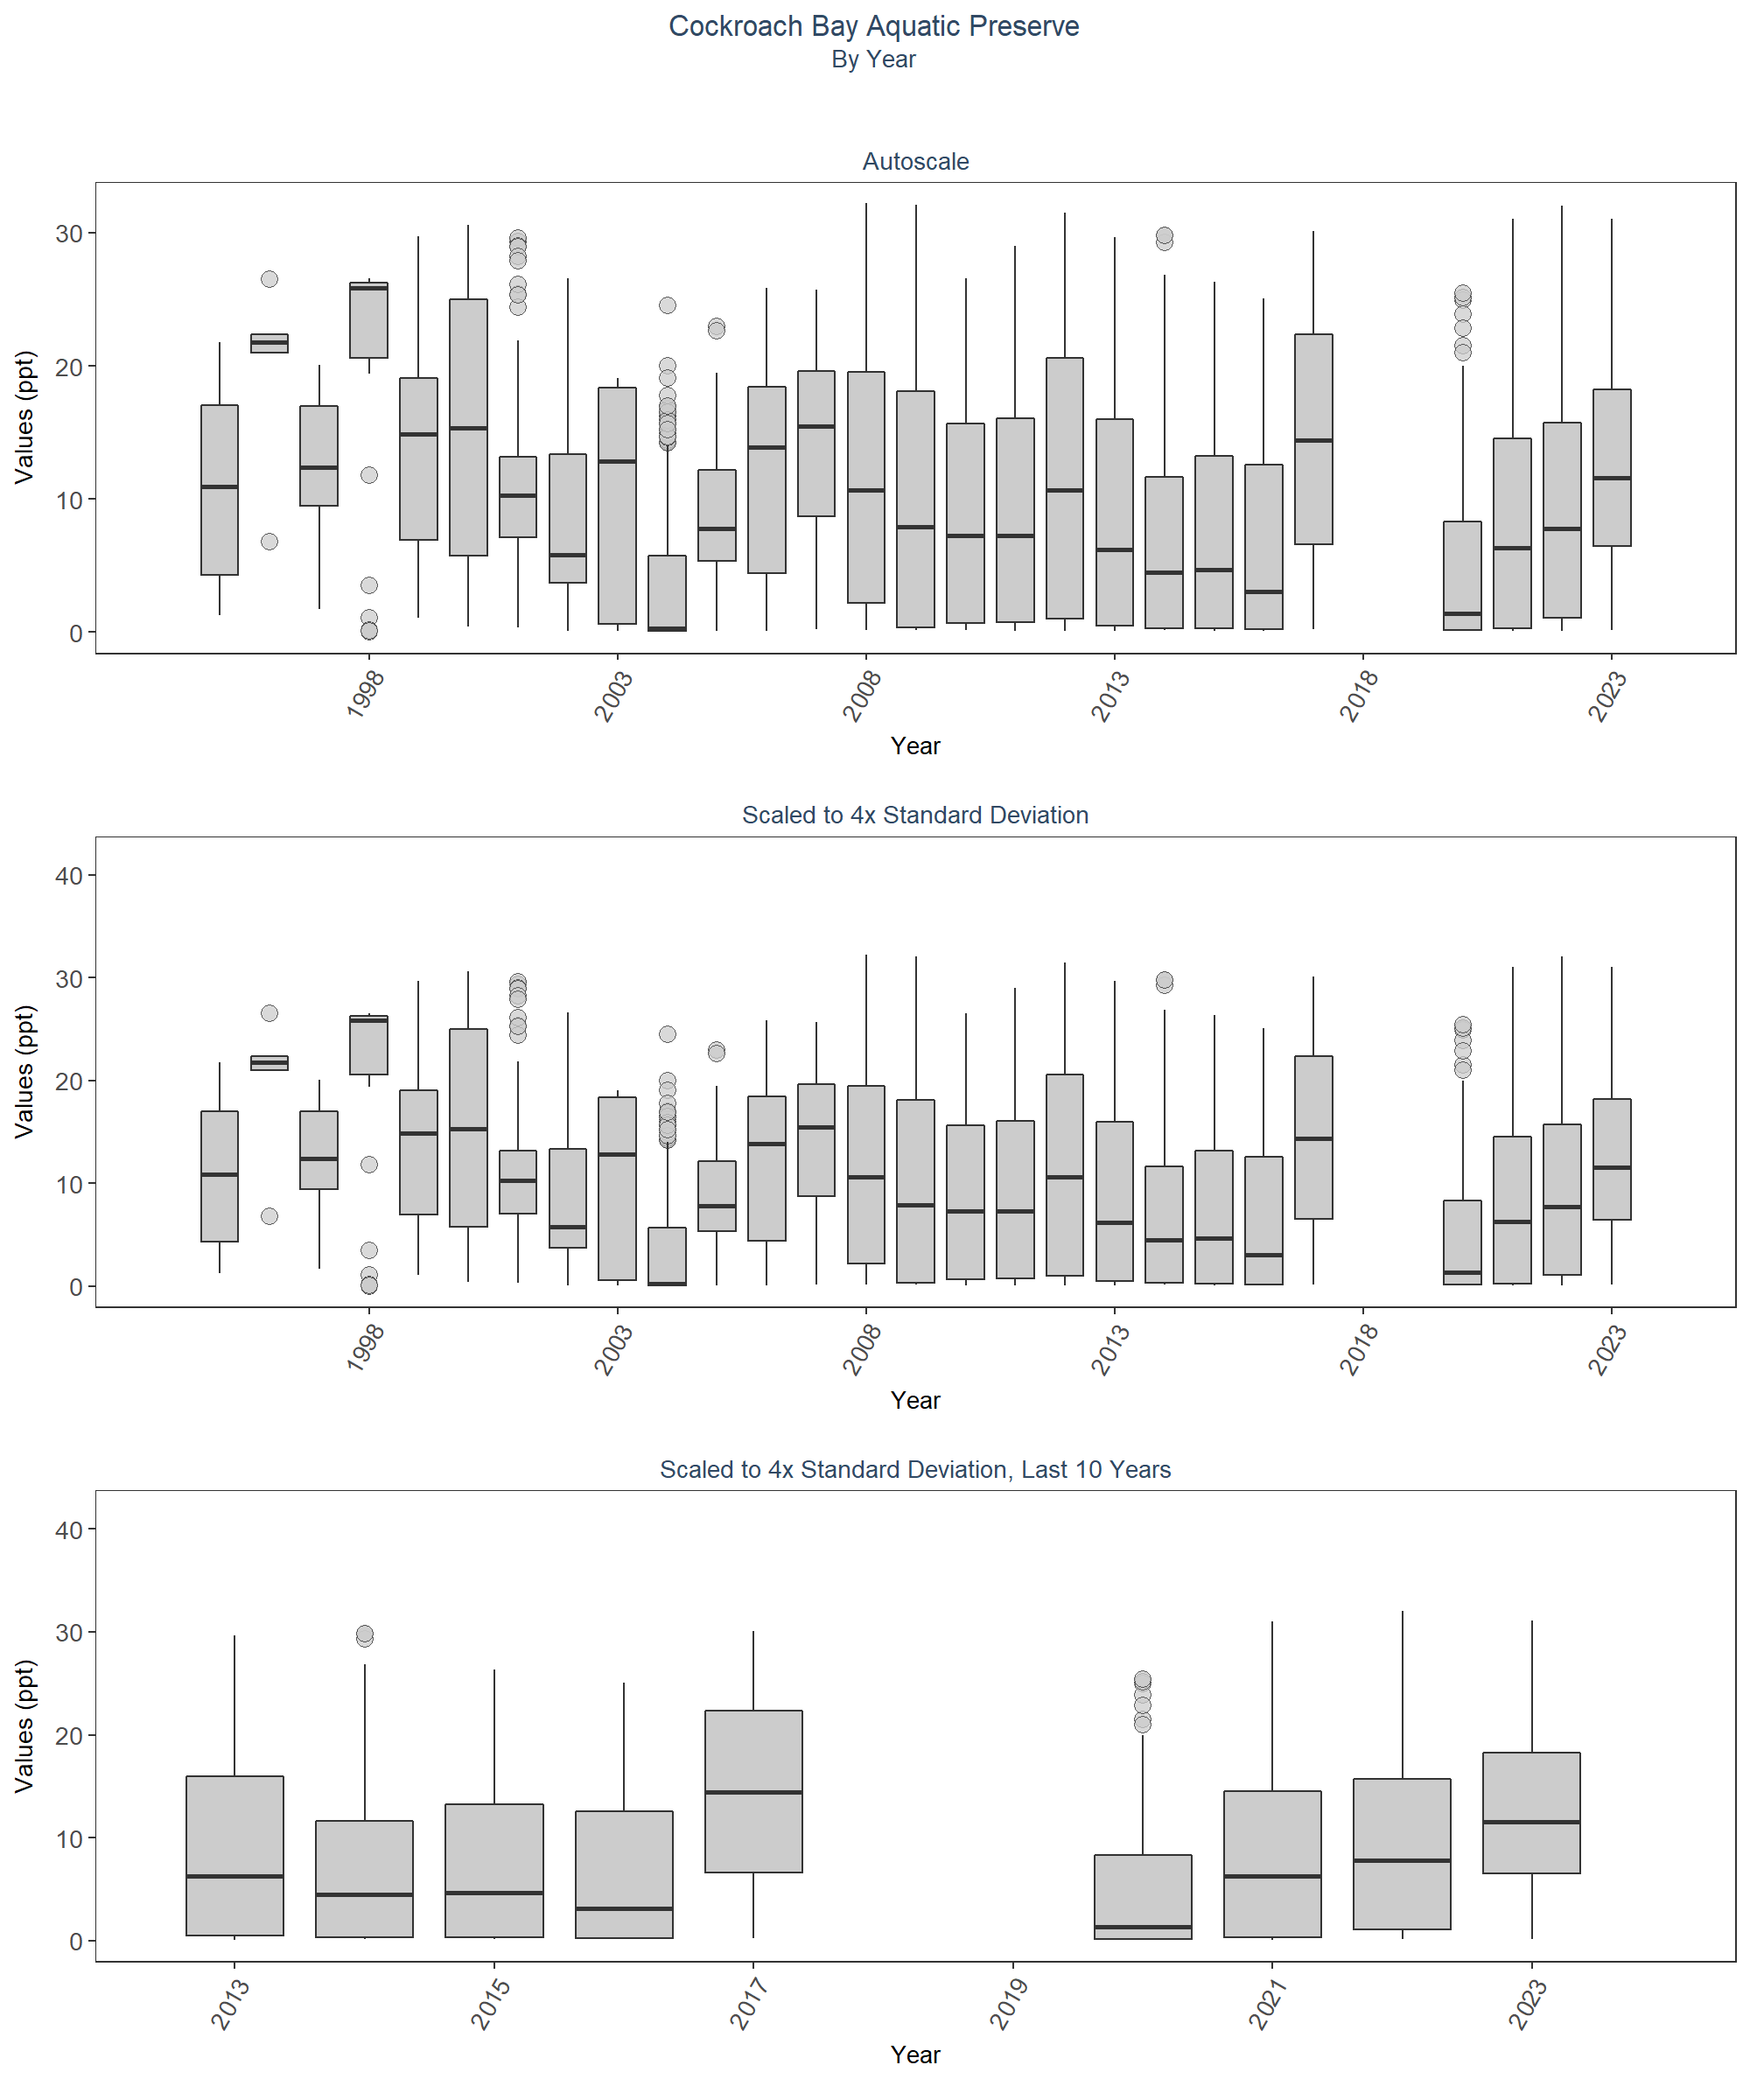 Cockroach Bay Aquatic Preserve
By Year
Autoscale
Values (ppt)
30
20
10
0
1998 2003 2008 2013 2018 2023
Year
Scaled to 4x Standard Deviation
Values (ppt)
40
30
20
10
0
1998 2003 2008 2013 2018 2023
Year
Scaled to 4x Standard Deviation, Last 10 Years
Values (ppt)
40
30
20
10
0
2013 2015 2017 2019 2021 2023
Year